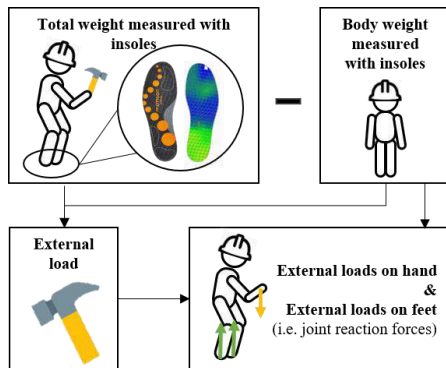 Total weight measured with
insoles
Body weight
measured
with insoles
External
load
External loads on hand
&
External loads on feet
(i.e. joint reaction forces)